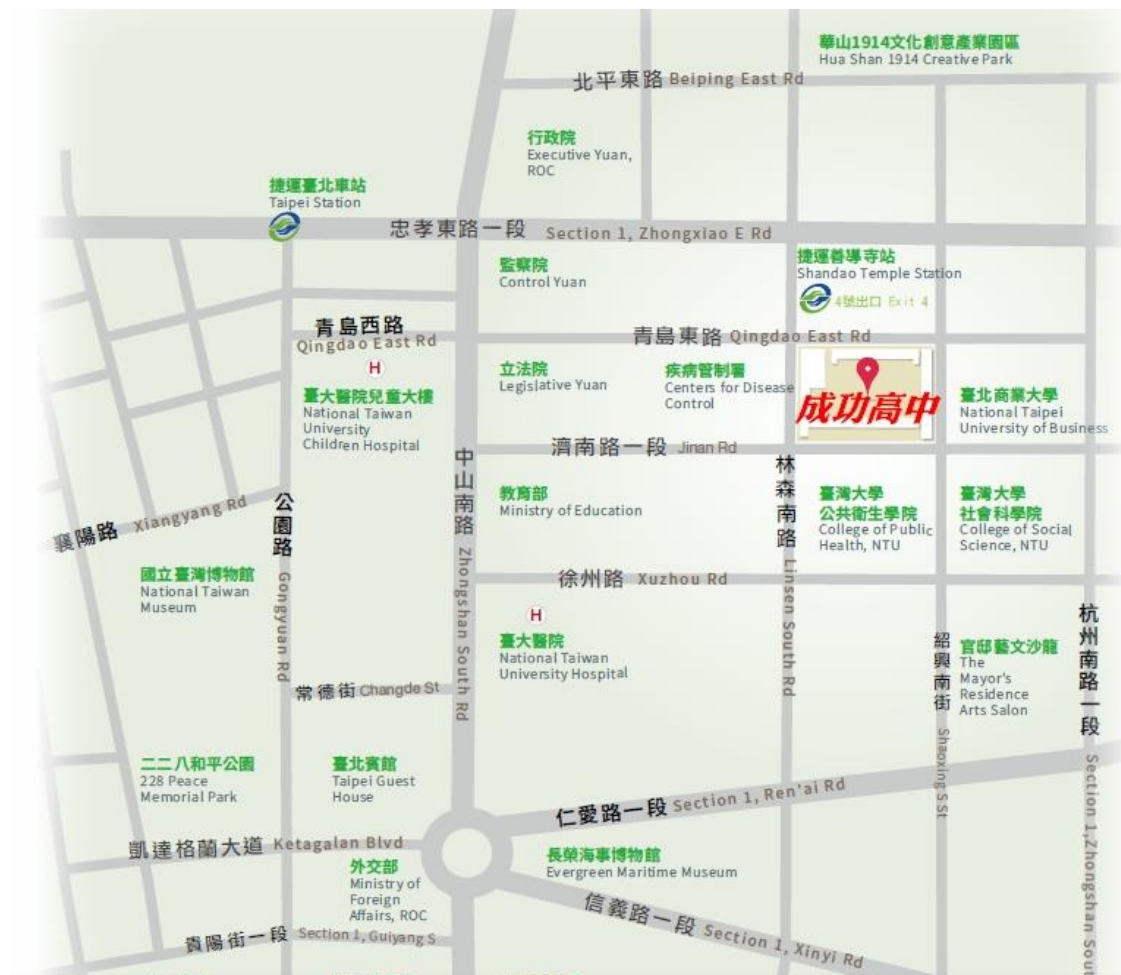 華山1914文化創意產業園區
Hua Shan 1914 Creative Park
北平東路 Beiping East Rd
行政院
Executive Yuan,
ROC
捷運臺北車站
Taipei Station
忠孝東路一段 Section 1, Zhongxiao E Rd
監察院
Control Yuan
捷運善導寺站
Shandao Temple Station
4號出口 Exit 4
青島西路
Qingdao East Rd
青島東路 Qingdao East Rd
H
臺大醫院兒童大樓
National Taiwan
University
Children Hospital
立法院
Legislative Yuan
疾病管制署
Centers for Disease
Control
成功高中
臺北商業大學
National Taipei
University of Business
濟南路一段 Jinan Rd
中山南路 Zhongshan South Rd
公園路 Gongyuan Rd
襄陽路 Xiangyang Rd
教育部
Ministry of Education
林森南路 Linsen South Rd
臺灣大學
公共衛生學院
College of Public
Health, NTU
臺灣大學
社會科學院
College of Social
Science, NTU
國立臺灣博物館
National Taiwan
Museum
徐州路 Xuzhou Rd
H
臺大醫院
National Taiwan
University Hospital
紹興南街 Shaoxing S St
官邸藝文沙龍
The
Mayor's
Residence
Arts Salon
杭州南路一段 Section 1,Zhongshan Sou
常德街 Changde St
二二八和平公園
228 Peace
Memorial Park
臺北賓館
Taipei Guest
House
仁愛路一段 Section 1, Ren'ai Rd
凱達格蘭大道 Ketagalan Blvd
外交部
Ministry of
Foreign
Affairs, ROC
長榮海事博物館
Evergreen Maritime Museum
信義路一段 Section 1, Xinyi Rd
貴陽街一段 Section 1, Guiyang S